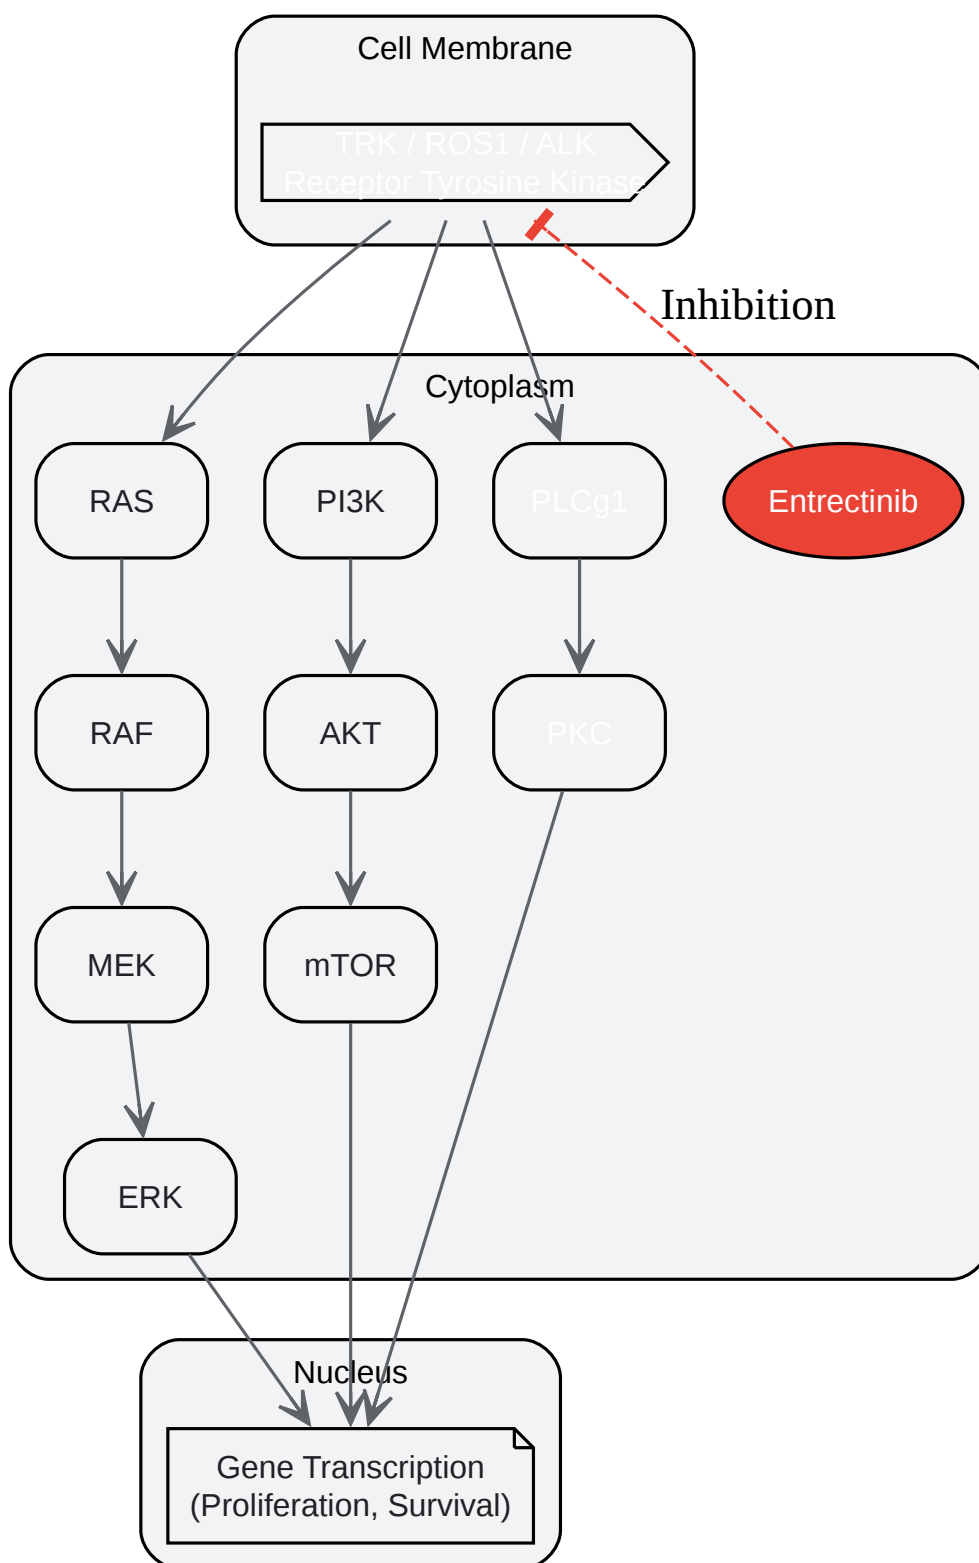 Cell Membrane
TRK / ROS1 / ALK
Receptor Tyrosine Kinase
Inhibition
Cytoplasm
RAS
PI3K
PLCg1
Entrectinib
RAF
AKT
PKC
MEK
mTOR
ERK
Nucleus
Gene Transcription
(Proliferation, Survival)